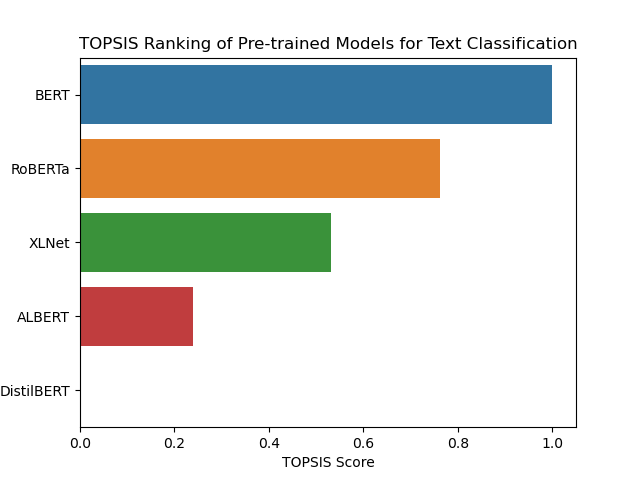 TOPSIS Ranking of Pre-trained Models for Text Classification
BERT
RoBERTa
XLNet
ALBERT
DistilBERT
0.0 0.2 0.4 0.6 0.8 1.0
TOPSIS Score